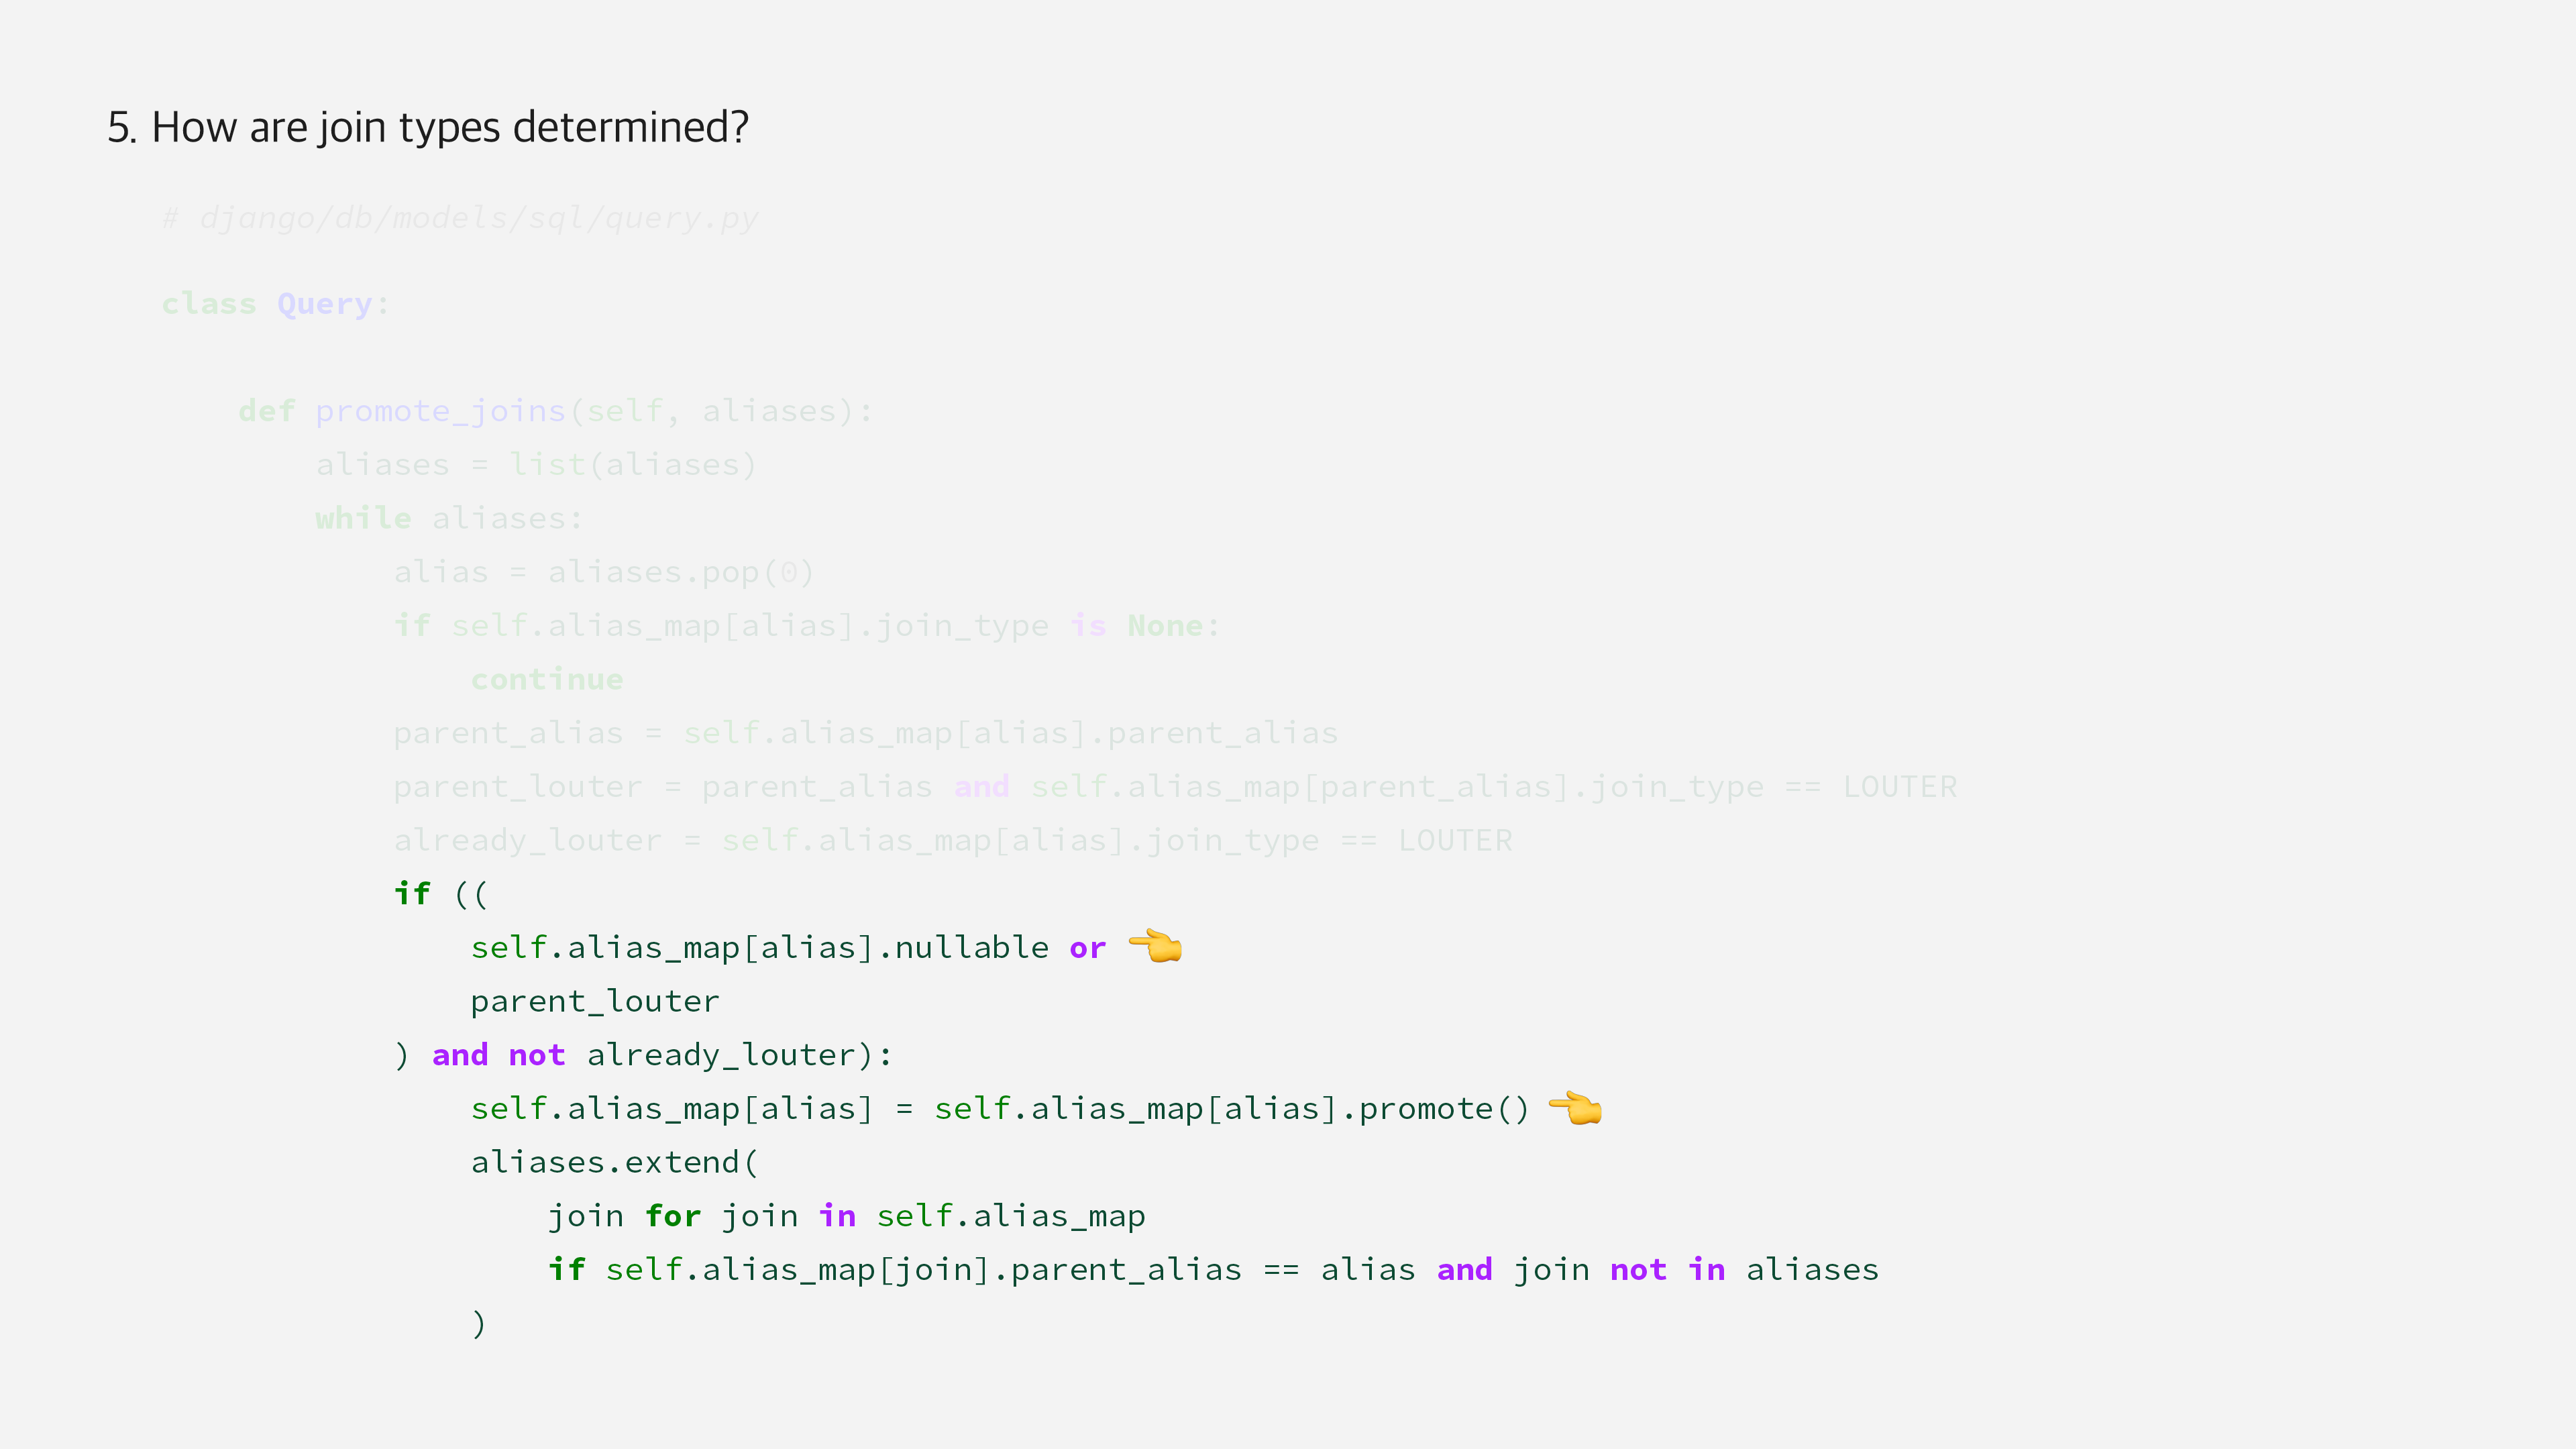 5. How are join types determined?
# django/db/models/sql/query.py
class Query:
def promote_joins(self, aliases):
aliases = list(aliases)
while aliases:
alias = aliases.pop(0)
if self.alias_map[alias].join_type is None:
continue
parent_alias = self.alias_map[alias].parent_alias
parent_louter = parent_alias and self.alias_map[parent_alias].join_type == LOUTER
already_louter = self.alias_map[alias].join_type == LOUTER
if ((
self.alias_map[alias].nullable or 👈
parent_louter
) and not already_louter):
self.alias_map[alias] = self.alias_map[alias].promote() 👈
aliases.extend(
join for join in self.alias_map
if self.alias_map[join].parent_alias == alias and join not in aliases
)